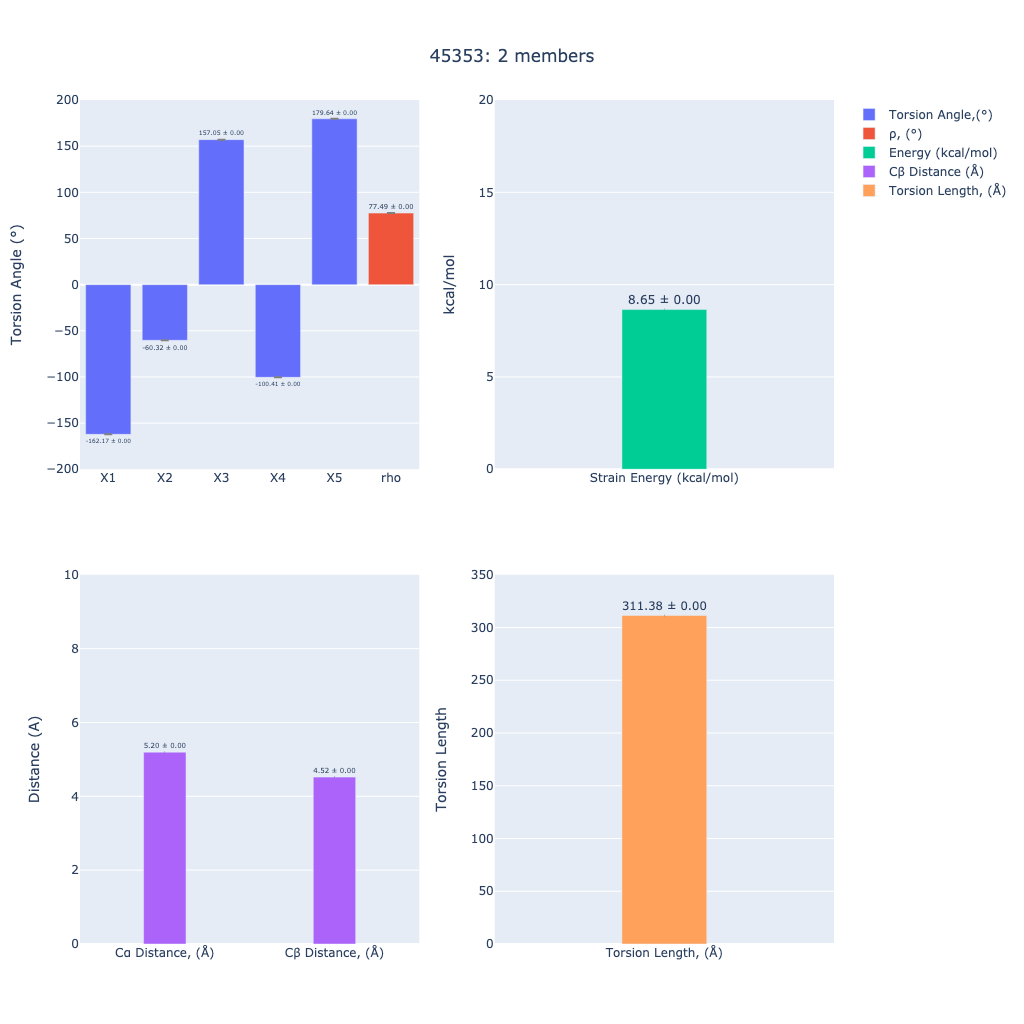 45353: 2 members
200
150
100
50
0
−50
−100
−150
−200
Torsion Angle (°)
-162.17 ± 0.00
-60.32 ± 0.00
157.05 ± 0.00
-100.41 ± 0.00
179.64 ± 0.00
77.49 ± 0.00
X1 X2 X3 X4 X5 rho
20
15
10
5
0
kcal/mol
8.65 ± 0.00
Strain Energy (kcal/mol)
Torsion Angle,(°)
ρ, (°)
Energy (kcal/mol)
Cβ Distance (Å)
Torsion Length, (Å)
10
8
6
4
2
0
Distance (A)
5.20 ± 0.00
4.52 ± 0.00
Cα Distance, (Å) Cβ Distance, (Å)
350
300
250
200
150
100
50
0
Torsion Length
311.38 ± 0.00
Torsion Length, (Å)